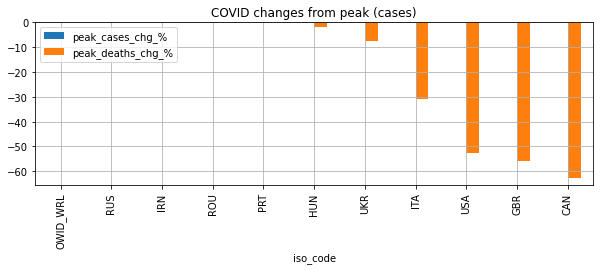 COVID changes from peak (cases)
peak_cases_chg_%
peak_deaths_chg_%
0
−10
−20
−30
−40
−50
−60
OWID_WRL
RUS
IRN
ROU
PRT
HUN
UKR
ITA
USA
GBR
CAN
iso_code